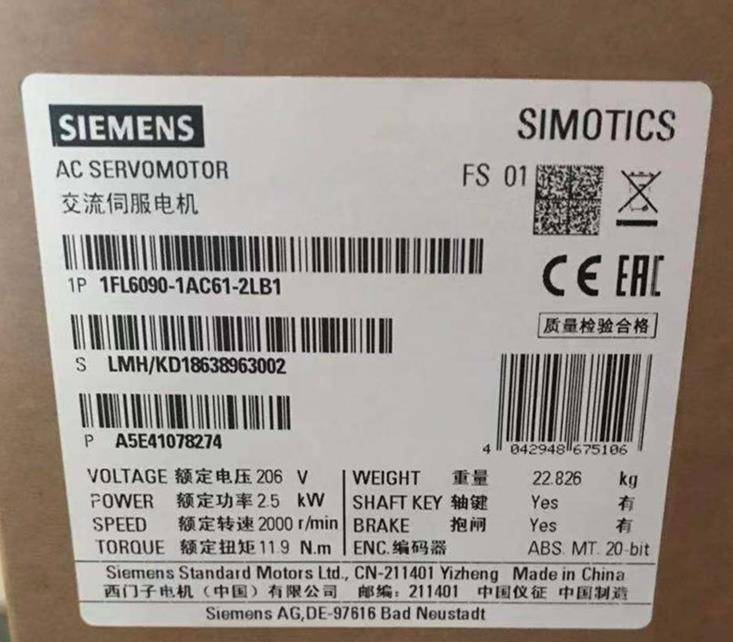 SIEMENS
SIMOTICS
AC SERVOMOTOR
FS 01
交流伺服电机
1P 1FL6090-1AC61-2LB1
CE EAC
质量检验合格
S LMH/KD18638963002
P A5E41078274
4 042948 675106
VOLTAGE 额定电压 206 V
POWER 额定功率 2.5 kW
SPEED 额定转速 2000 r/min
TORQUE 额定扭矩 11.9 N.m
WEIGHT 重量 22.826 kg
SHAFT KEY 轴键 Yes 有
BRAKE 抱闸 Yes 有
ENC. 编码器 ABS. MT. 20-bit
Siemens Standard Motors Ltd., CN-211401 Yizheng Made in China
西门子电机（中国）有限公司 邮编：211401 中国仪征 中国制造
Siemens AG,DE-97616 Bad Neustadt